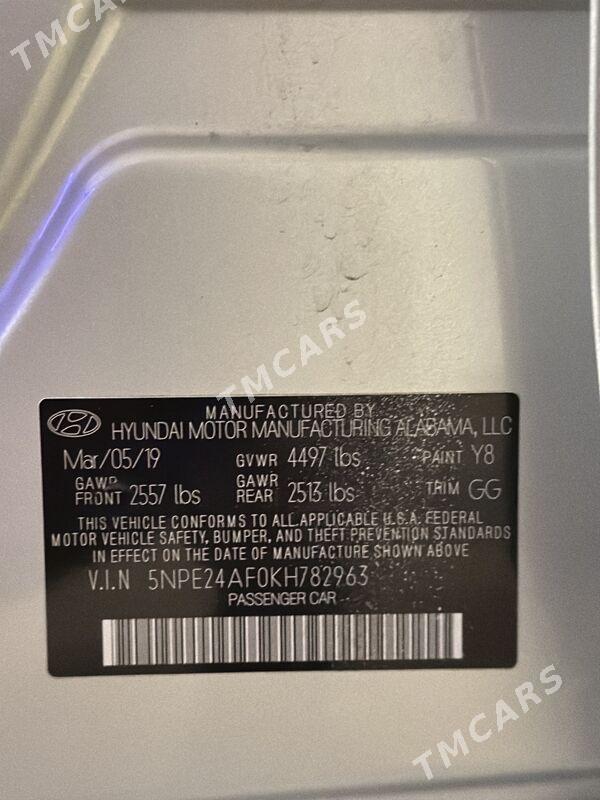 TMCARS
TMCARS
MANUFACTURED BY
HYUNDAI MOTOR MANUFACTURING ALABAMA, LLC
Mar/05/19 GVWR 4497 lbs PAINT Y8
GAWR FRONT 2557 lbs GAWR REAR 2513 lbs TRIM GG
THIS VEHICLE CONFORMS TO ALL APPLICABLE U.S.A. FEDERAL
MOTOR VEHICLE SAFETY, BUMPER, AND THEFT PREVENTION STANDARDS
IN EFFECT ON THE DATE OF MANUFACTURE SHOWN ABOVE
V.I.N 5NPE24AF0KH782963
PASSENGER CAR
TMCARS